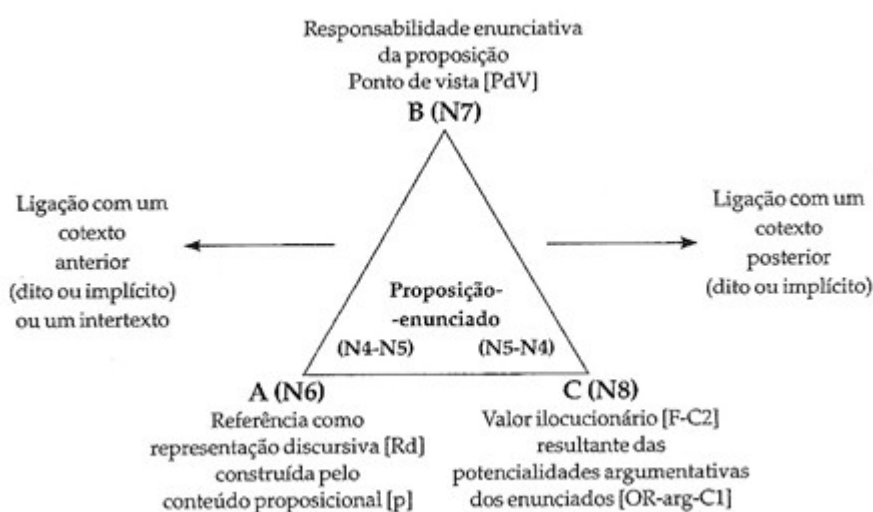 Responsabilidade enunciativa
da proposição
Ponto de vista [PdV]
B (N7)
Ligação com um
cotexto
anterior
(dito ou implícito)
ou um intertexto
Ligação com um
cotexto
posterior
(dito ou implícito)
Proposição-
-enunciado
(N4-N5) (N5-N4)
A (N6)
Referência como
representação discursiva [Rd]
construída pelo
conteúdo proposicional [p]
C (N8)
Valor ilocucionário [F-C2]
resultante das
potencialidades argumentativas
dos enunciados [OR-arg-C1]